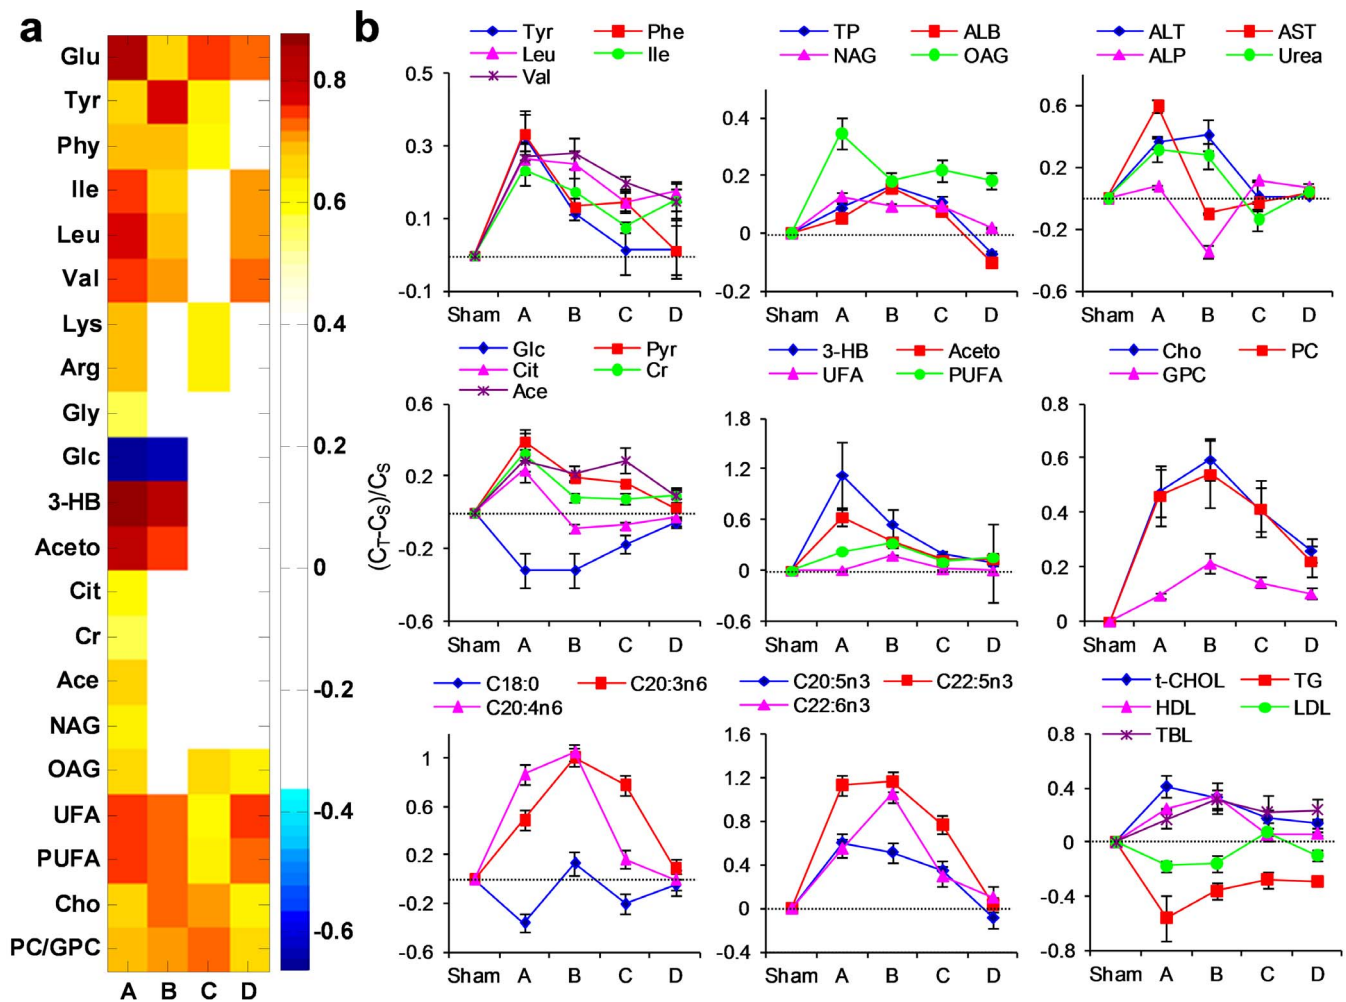 a
Glu
Tyr
Phy
Ile
Leu
Val
Lys
Arg
Gly
Glc
3-HB
Aceto
Cit
Cr
Ace
NAG
OAG
UFA
PUFA
Cho
PC/GPC
A B C D
0.8
0.6
0.4
0.2
0
-0.2
-0.4
-0.6
b
(CT-CS)/CS
Tyr Phe
Leu Ile
Val
0.5
0.3
0.1
-0.1
Sham A B C D
TP ALB
NAG OAG
0.4
0.2
0
-0.2
Sham A B C D
ALT AST
ALP Urea
0.6
0.2
-0.2
-0.6
Sham A B C D
Glc Pyr
Cit Cr
Ace
0.6
0.2
-0.2
-0.6
Sham A B C D
3-HB Aceto
UFA PUFA
1.8
1.2
0.6
0
-0.6
Sham A B C D
Cho PC
GPC
0.8
0.6
0.4
0.2
0
Sham A B C D
C18:0 C20:3n6
C20:4n6
1
0.6
0.2
-0.2
-0.6
Sham A B C D
C20:5n3 C22:5n3
C22:6n3
1.6
1.2
0.8
0.4
0
-0.4
Sham A B C D
t-CHOL TG
HDL LDL
TBL
0.8
0.4
0
-0.4
-0.8
Sham A B C D